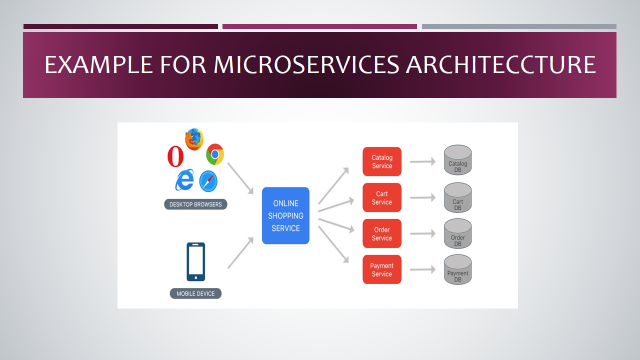 EXAMPLE FOR MICROSERVICES ARCHITECCTURE
DESKTOP BROWSERS
MOBILE DEVICE
ONLINE
SHOPPING
SERVICE
Catalog
Service
Cart
Service
Order
Service
Payment
Service
Catalog
DB
Cart
DB
Order
DB
Payment
DB